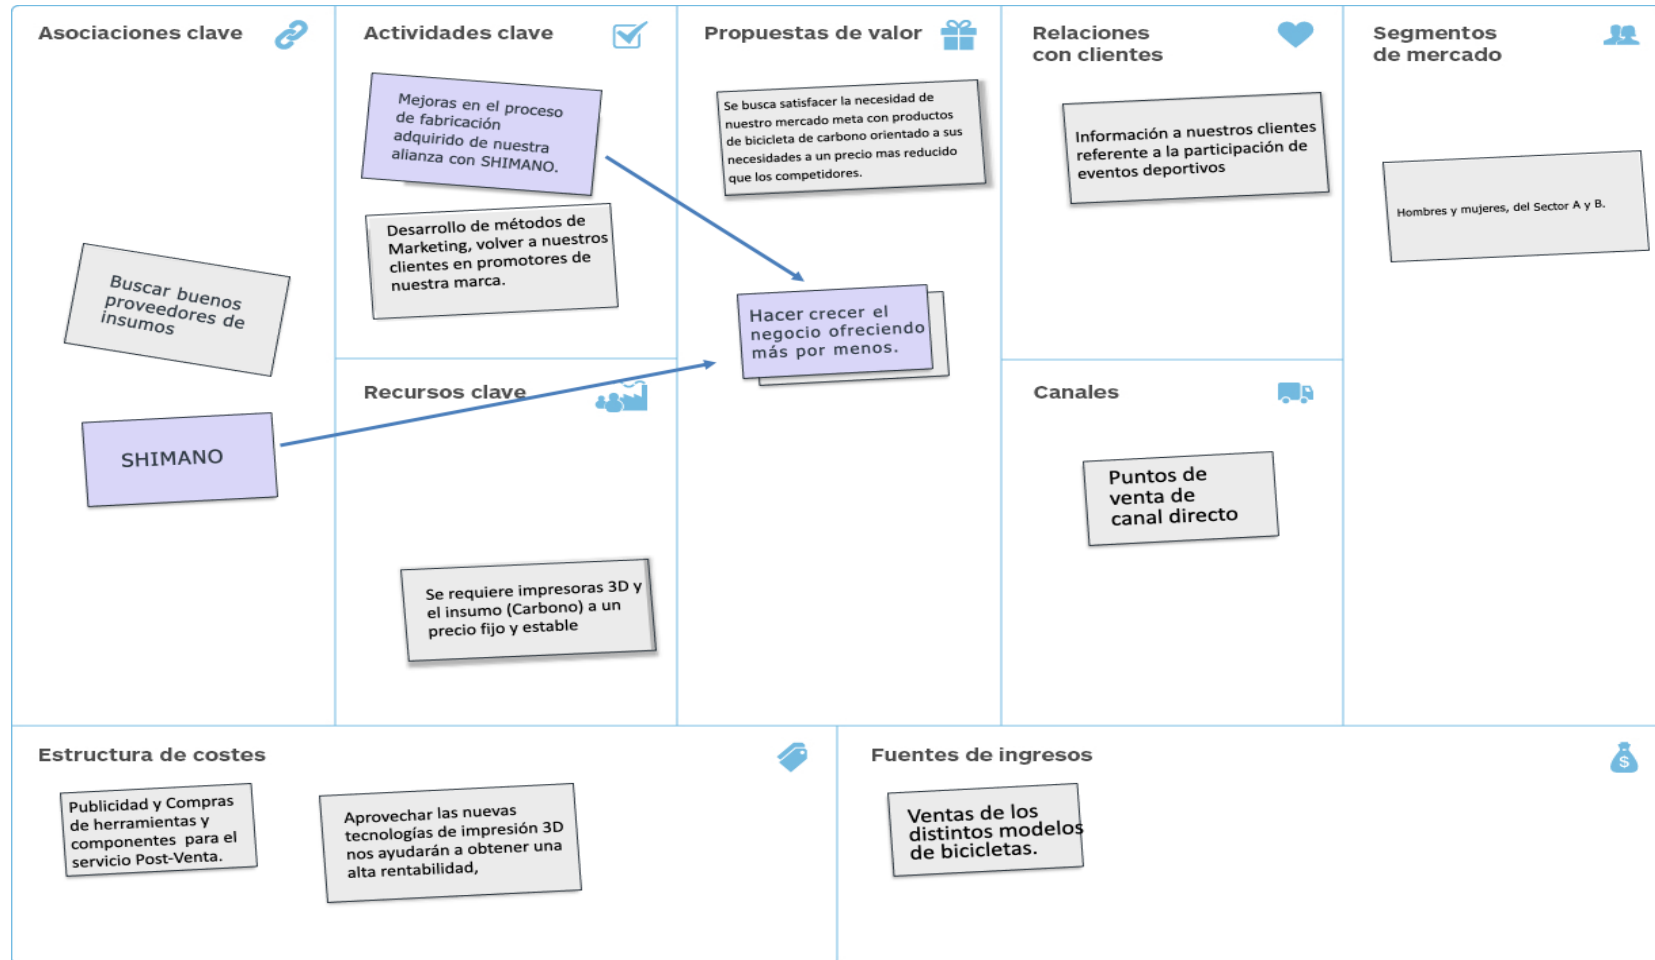 Asociaciones clave
Buscar buenos
proveedores de
insumos
SHIMANO
Actividades clave
Mejoras en el proceso
de fabricación
adquirido de nuestra
alianza con SHIMANO.
Desarrollo de métodos de
Marketing, volver a nuestros
clientes en promotores de
nuestra marca.
Recursos clave
Se requiere impresoras 3D y
el insumo (Carbono) a un
precio fijo y estable
Propuestas de valor
Se busca satisfacer la necesidad de
nuestro mercado meta con productos
de bicicleta de carbono orientado a sus
necesidades a un precio mas reducido
que los competidores.
Hacer crecer el
negocio ofreciendo
más por menos.
Relaciones
con clientes
Información a nuestros clientes
referente a la participación de
eventos deportivos
Canales
Puntos de
venta de
canal directo
Segmentos
de mercado
Hombres y mujeres, del Sector A y B.
Estructura de costes
Publicidad y Compras
de herramientas y
componentes para el
servicio Post-Venta.
Aprovechar las nuevas
tecnologías de impresión 3D
nos ayudarán a obtener una
alta rentabilidad,
Fuentes de ingresos
$
Ventas de los
distintos modelos
de bicicletas.